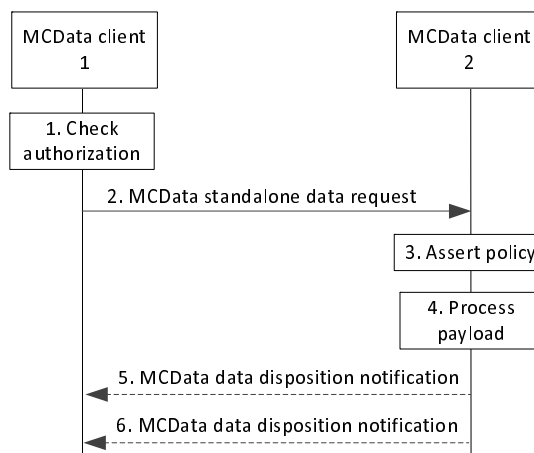 MCData client
1
MCData client
2
1. Check
authorization
2. MCData standalone data request
3. Assert policy
4. Process
payload
5. MCData data disposition notification
6. MCData data disposition notification